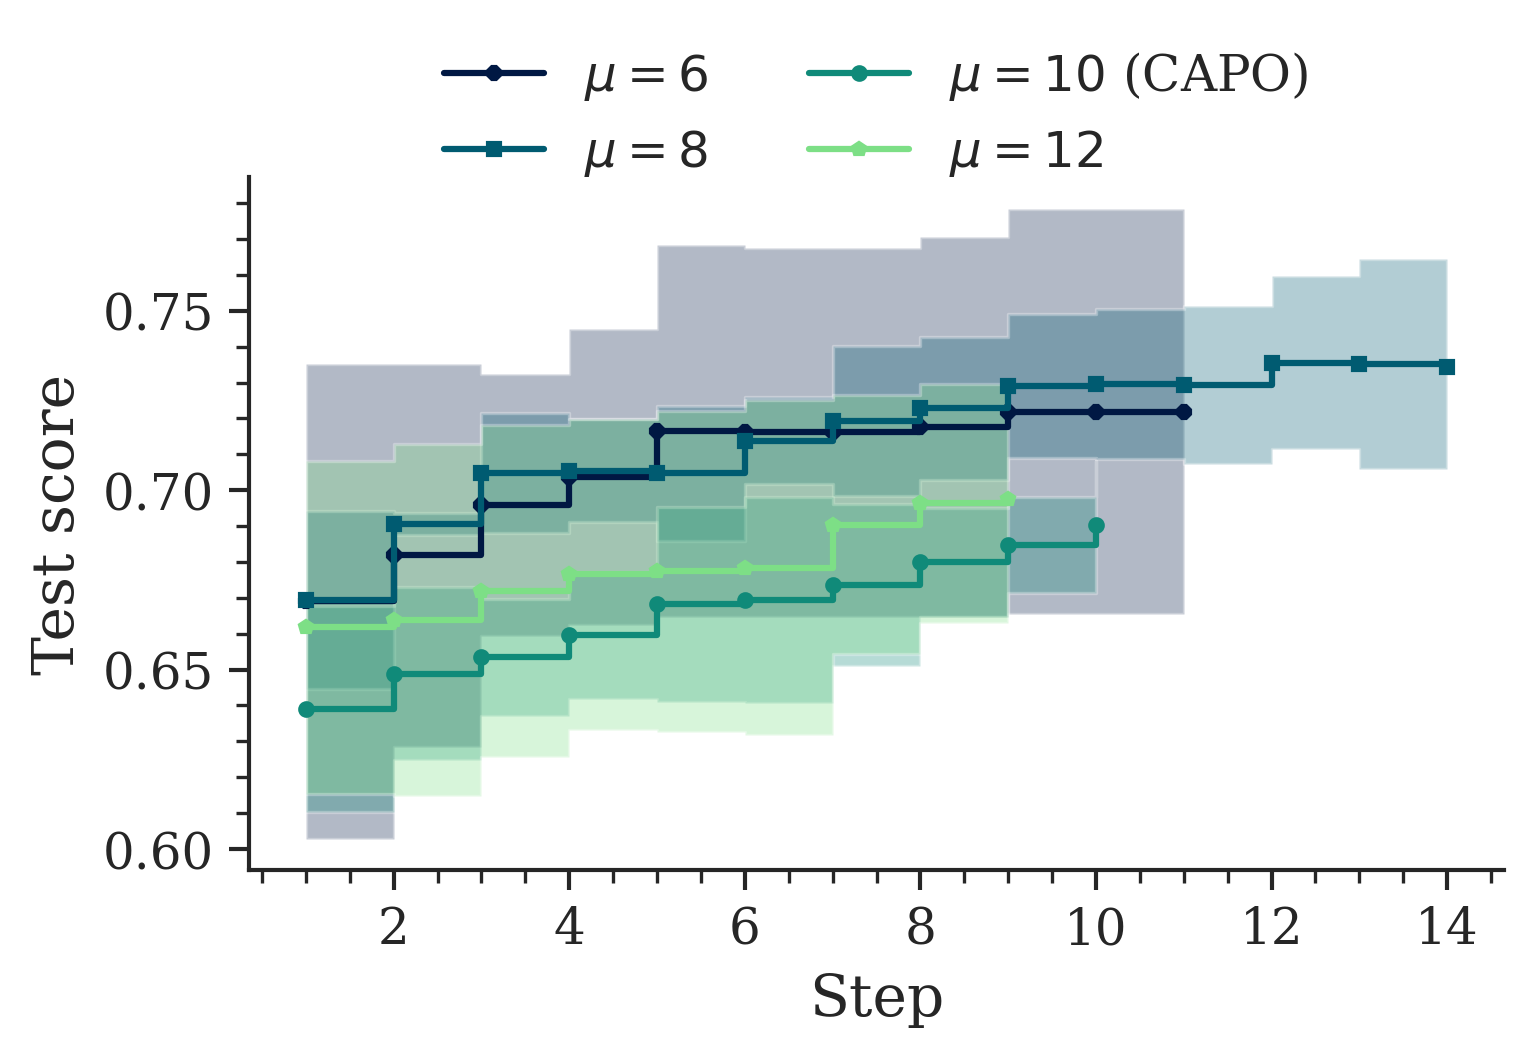 μ = 6
μ = 10 (CAPO)
μ = 8
μ = 12
0.75
0.70
0.65
0.60
Test score
2 4 6 8 10 12 14
Step